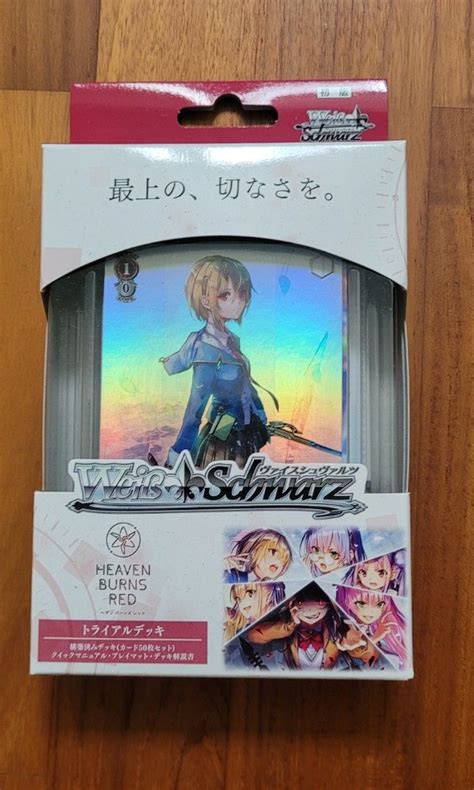 初版
Weiß Schwarz
最上の、切なさを。
1
0
ヴァイスシュヴァルツ
Weiß Schwarz
HEAVEN
BURNS
RED
ヘブンバーンズレッド
トライアルデッキ
構築済みデッキ(カード50枚セット)
クイックマニュアル・プレイマット・デッキ解説書